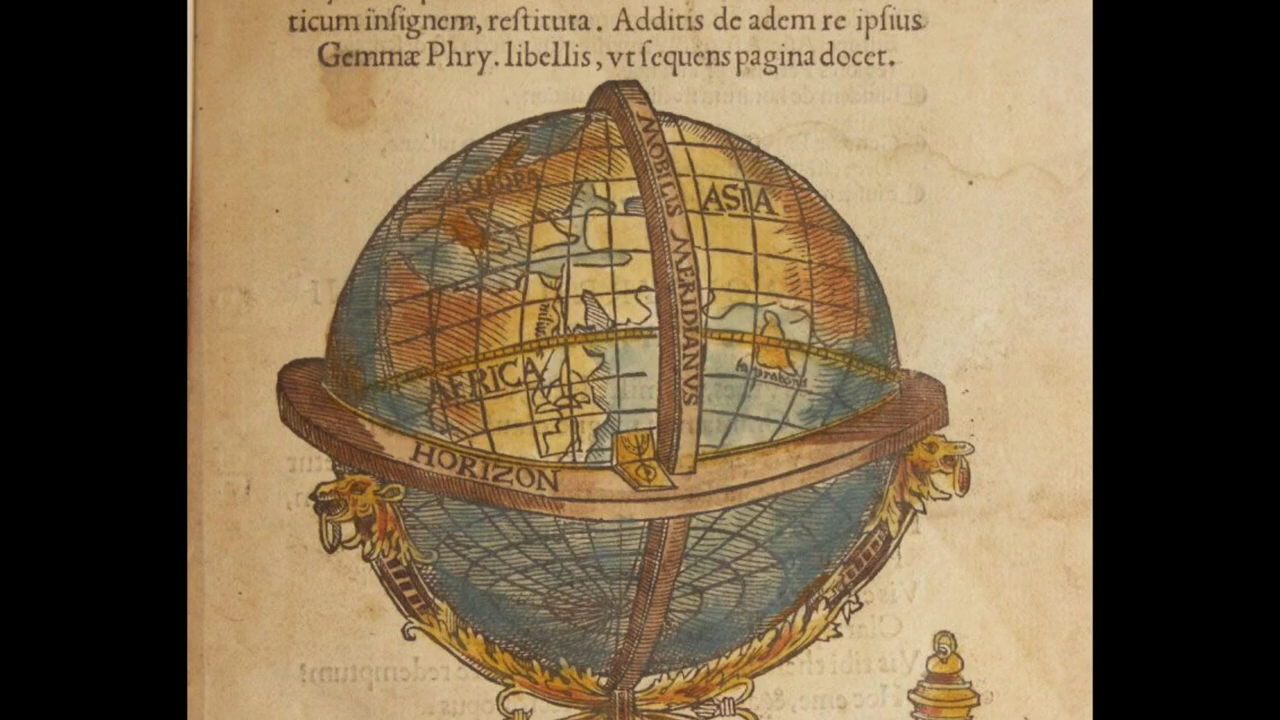 ticum inſignem, reſtituta. Additis de adem re ipſius
Gemmæ Phry. libellis, vt ſequens pagina docet.
MOBILIS MERIDIANVS
EVROPA
ASIA
AFRICA
HORIZON